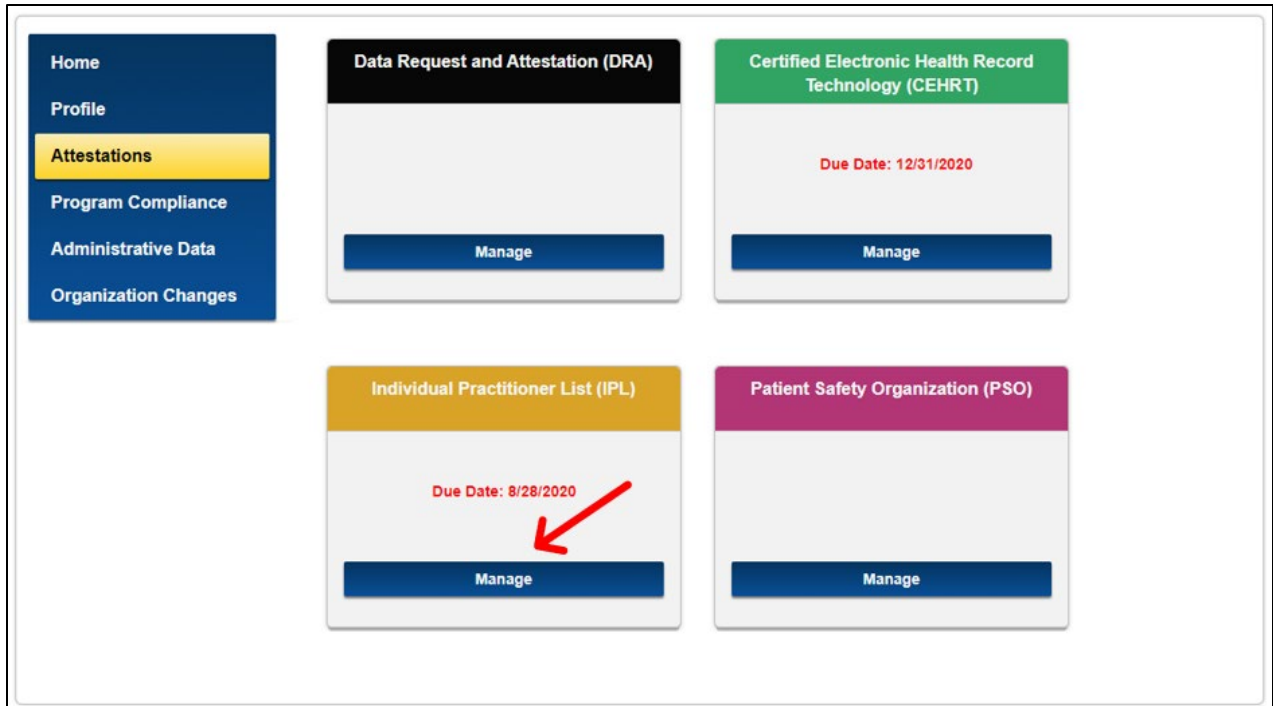 Home
Profile
Attestations
Program Compliance
Administrative Data
Organization Changes
Data Request and Attestation (DRA)
Manage
Certified Electronic Health Record
Technology (CEHRT)
Due Date: 12/31/2020
Manage
Individual Practitioner List (IPL)
Due Date: 8/28/2020
Manage
Patient Safety Organization (PSO)
Manage